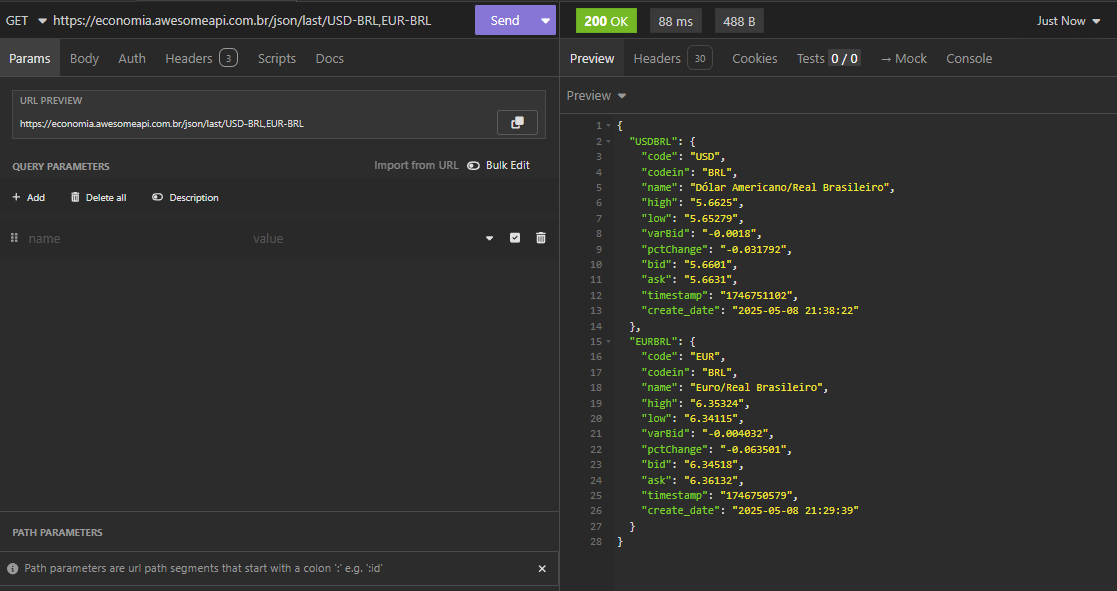 GET https://economia.awesomeapi.com.br/json/last/USD-BRL,EUR-BRL Send
Params Body Auth Headers 3 Scripts Docs
URL PREVIEW
https://economia.awesomeapi.com.br/json/last/USD-BRL,EUR-BRL
QUERY PARAMETERS Import from URL Bulk Edit
+ Add Delete all Description
name value
PATH PARAMETERS
Path parameters are url path segments that start with a colon ':' e.g. ':id'
200 OK 88 ms 488 B Just Now
Preview Headers 30 Cookies Tests 0 / 0 → Mock Console
Preview
1 {
2 "USDBRL": {
3 "code": "USD",
4 "codein": "BRL",
5 "name": "Dólar Americano/Real Brasileiro",
6 "high": "5.6625",
7 "low": "5.65279",
8 "varBid": "-0.0018",
9 "pctChange": "-0.031792",
10 "bid": "5.6601",
11 "ask": "5.6631",
12 "timestamp": "1746751102",
13 "create_date": "2025-05-08 21:38:22"
14 },
15 "EURBRL": {
16 "code": "EUR",
17 "codein": "BRL",
18 "name": "Euro/Real Brasileiro",
19 "high": "6.35324",
20 "low": "6.34115",
21 "varBid": "-0.004032",
22 "pctChange": "-0.063501",
23 "bid": "6.34518",
24 "ask": "6.36132",
25 "timestamp": "1746750579",
26 "create_date": "2025-05-08 21:29:39"
27 }
28 }